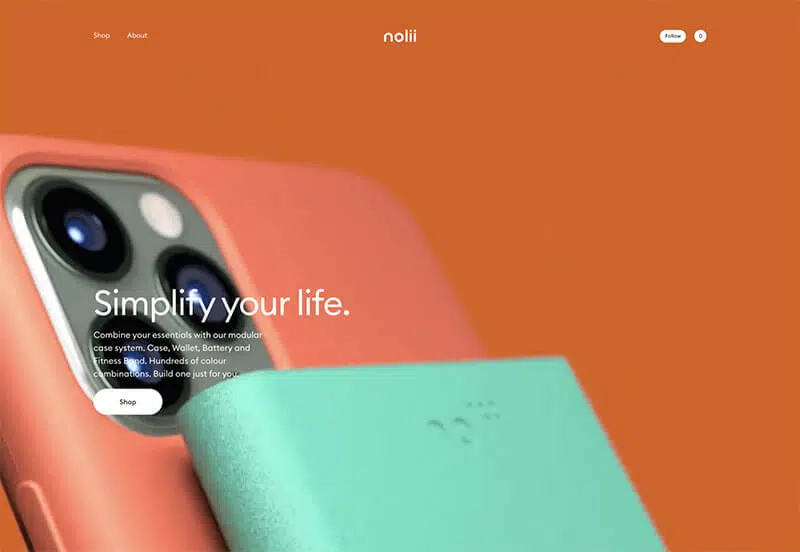 Shop
About
nolii
Follow
0
Simplify your life.
Combine your essentials with our modular
case system. Case, Wallet, Battery and
Fitness Band. Hundreds of colour
combinations. Build one just for you.
Shop